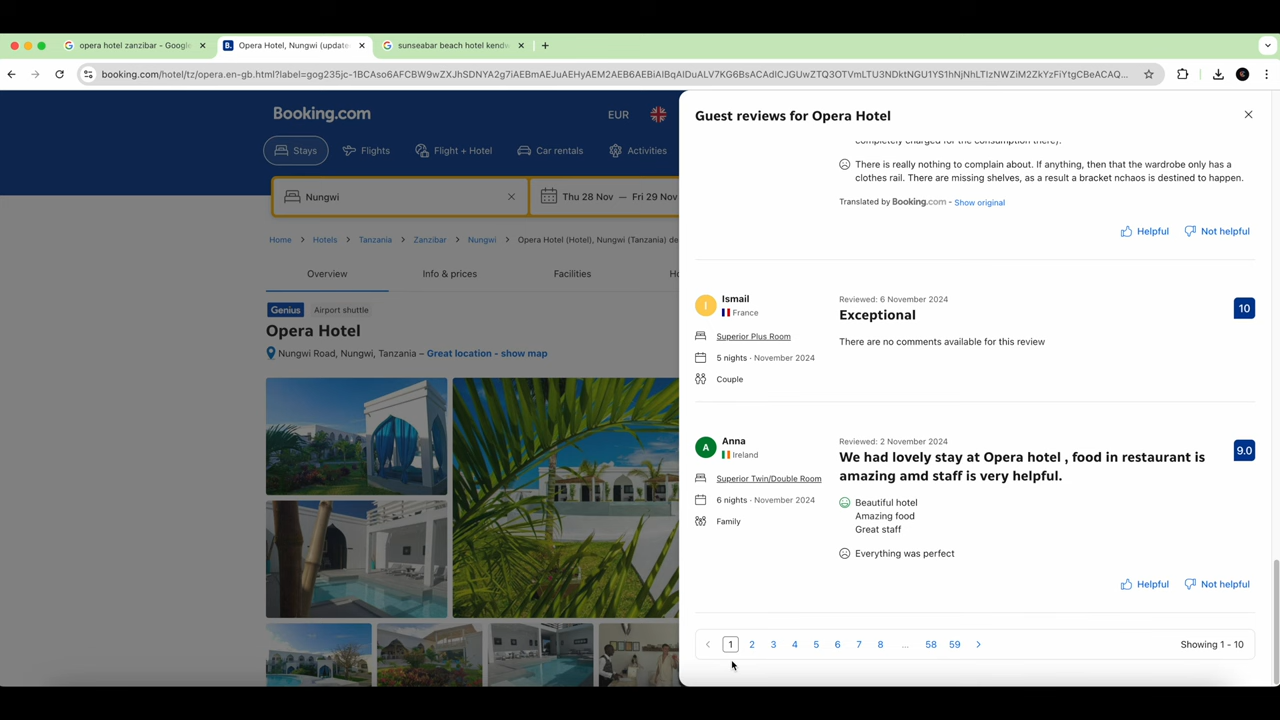 opera hotel zanzibar - Google
Opera Hotel, Nungwi (update
sunseabar beach hotel kendw
booking.com/hotel/tz/opera.en-gb.html?label=gog235jc-1BCAso6AFCBW9wZXJhSDNYA2g7iAEBmAEJuAEHyAEM2AEB6AEBiAIBqAIDuALV7KG6BsACAdICJGUwZTQ3OTVmLTU3NDktNGU1YS1hNjNhLTIzNWZiM2ZkYzFiYtgCBeACAQ...
Booking.com
EUR
Stays
Flights
Flight + Hotel
Car rentals
Activities
Nungwi
Thu 28 Nov — Fri 29 Nov
Home > Hotels > Tanzania > Zanzibar > Nungwi > Opera Hotel (Hotel), Nungwi (Tanzania) de
Overview
Info & prices
Facilities
Ho
Genius
Airport shuttle
Opera Hotel
Nungwi Road, Nungwi, Tanzania – Great location - show map
Guest reviews for Opera Hotel
completely charged for the consumption there).
There is really nothing to complain about. If anything, then that the wardrobe only has a
clothes rail. There are missing shelves, as a result a bracket nchaos is destined to happen.
Translated by Booking.com - Show original
Helpful
Not helpful
I
Ismail
France
Superior Plus Room
5 nights · November 2024
Couple
Reviewed: 6 November 2024
Exceptional
10
There are no comments available for this review
A
Anna
Ireland
Superior Twin/Double Room
6 nights · November 2024
Family
Reviewed: 2 November 2024
We had lovely stay at Opera hotel , food in restaurant is
amazing amd staff is very helpful.
9.0
Beautiful hotel
Amazing food
Great staff
Everything was perfect
Helpful
Not helpful
1 2 3 4 5 6 7 8 ... 58 59
Showing 1 - 10